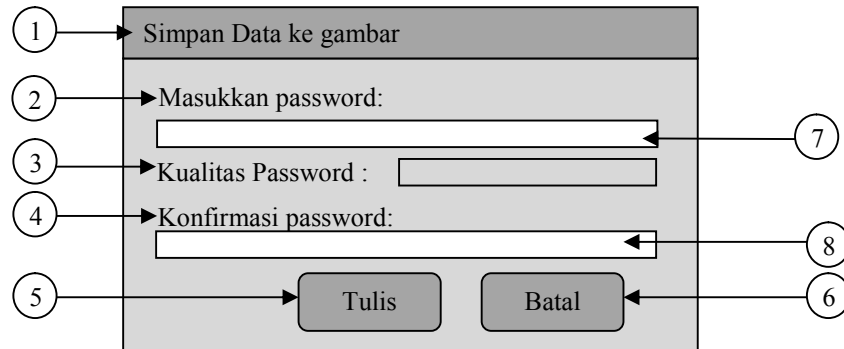 1
Simpan Data ke gambar
2
Masukkan password:
7
3
Kualitas Password :
4
Konfirmasi password:
8
5
Tulis
Batal
6